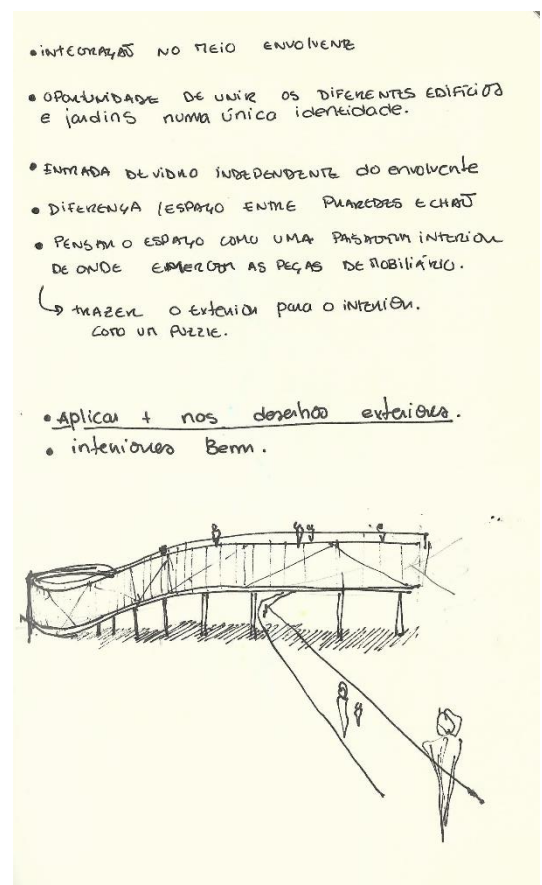 • INTEGRAÇÃO NO MEIO ENVOLVENTE
• OPORTUNIDADE DE UNIR OS DIFERENTES EDIFÍCIOS
e jardins numa única identidade.
• ENTRADA DE VIDRO INDEPENDENTE do envolvente
• DIFERENÇA / ESPAÇO ENTRE PAREDES E CHÃO
• PENSAR O ESPAÇO COMO UMA PASSAGEM INTERIOR
DE ONDE EMERGEM AS PEÇAS DE MOBILIÁRIO.
↳ TRAZER O Exterior para o INTERIOR.
COMO UM PUZZLE.
• Aplicar + nos desenhos exteriores.
• interiores Bem.